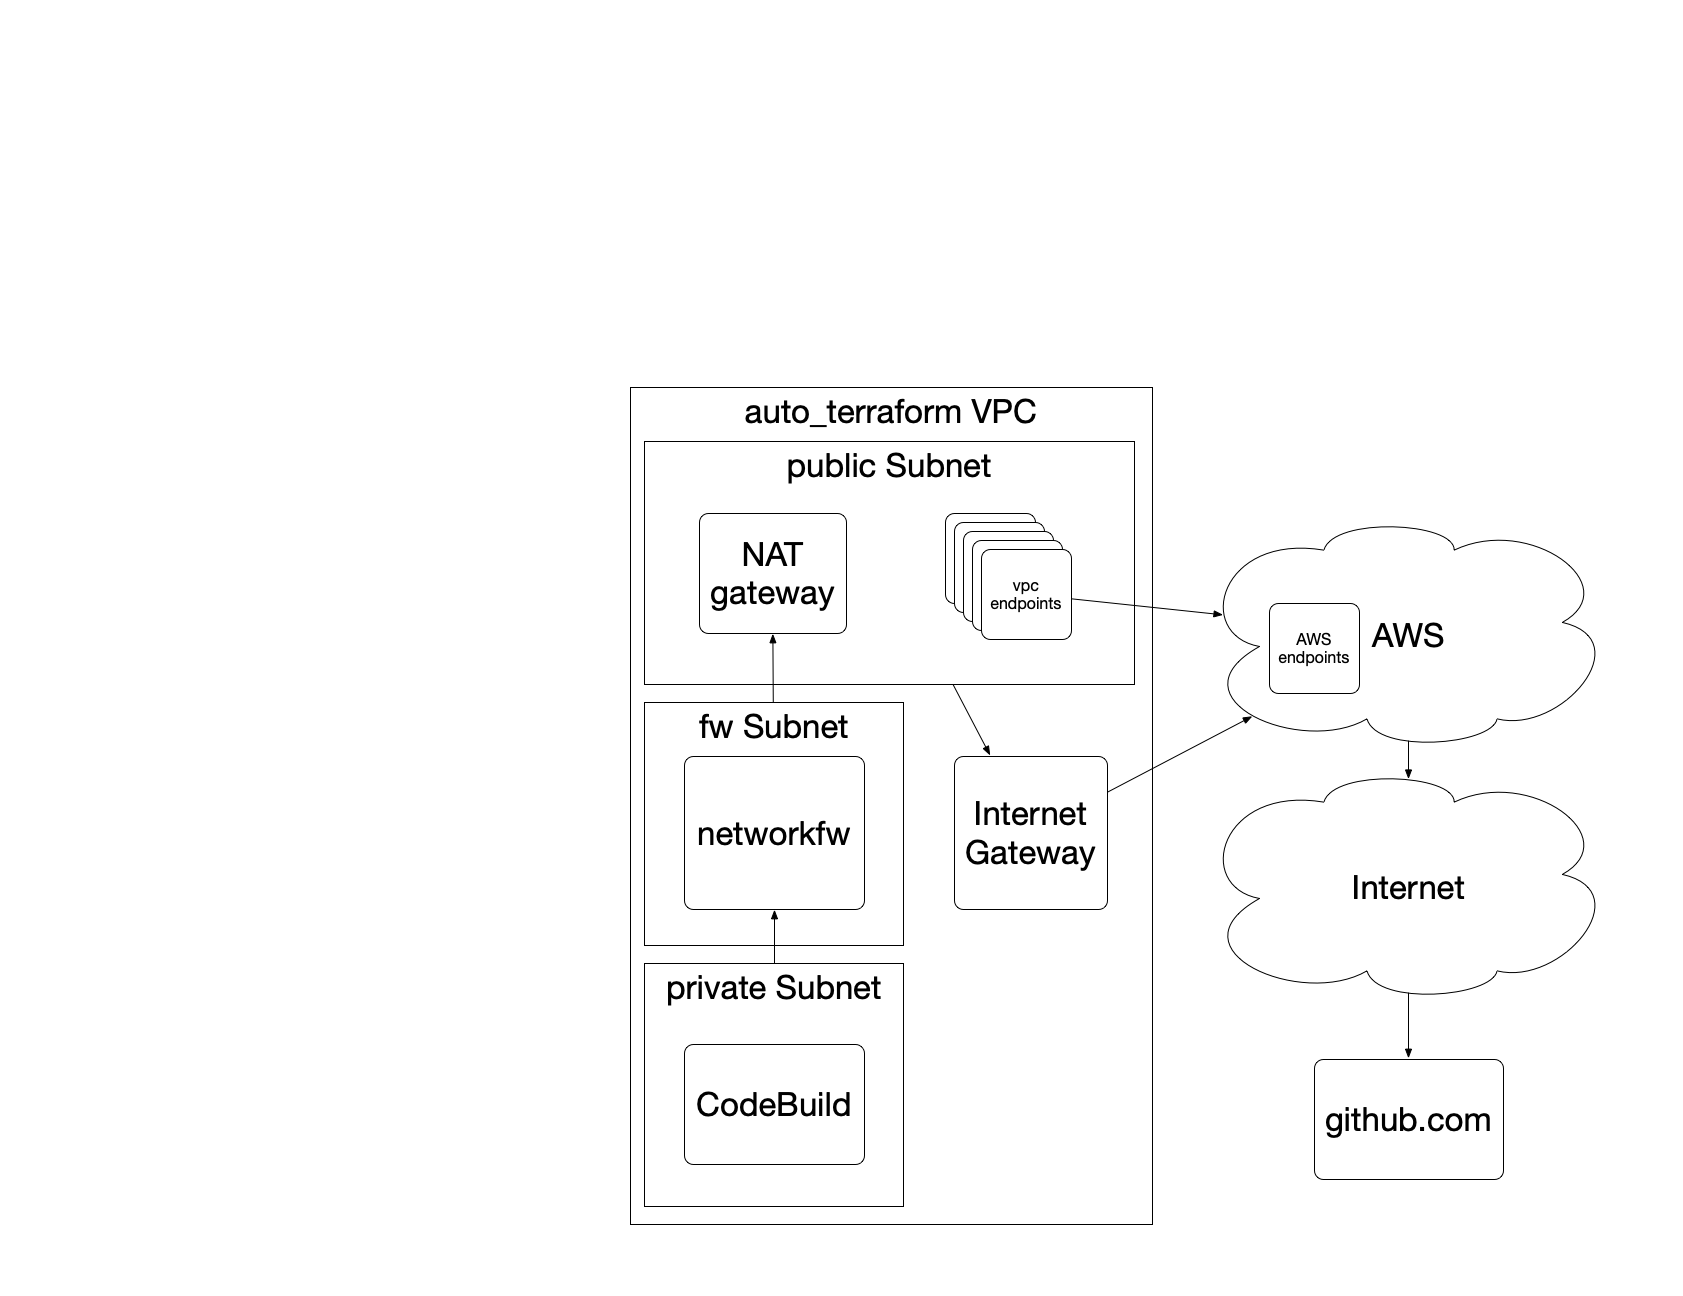 auto_terraform VPC
public Subnet
NAT
gateway
vpc
endpoints
AWS
endpoints
AWS
fw Subnet
networkfw
Internet
Gateway
Internet
private Subnet
CodeBuild
github.com